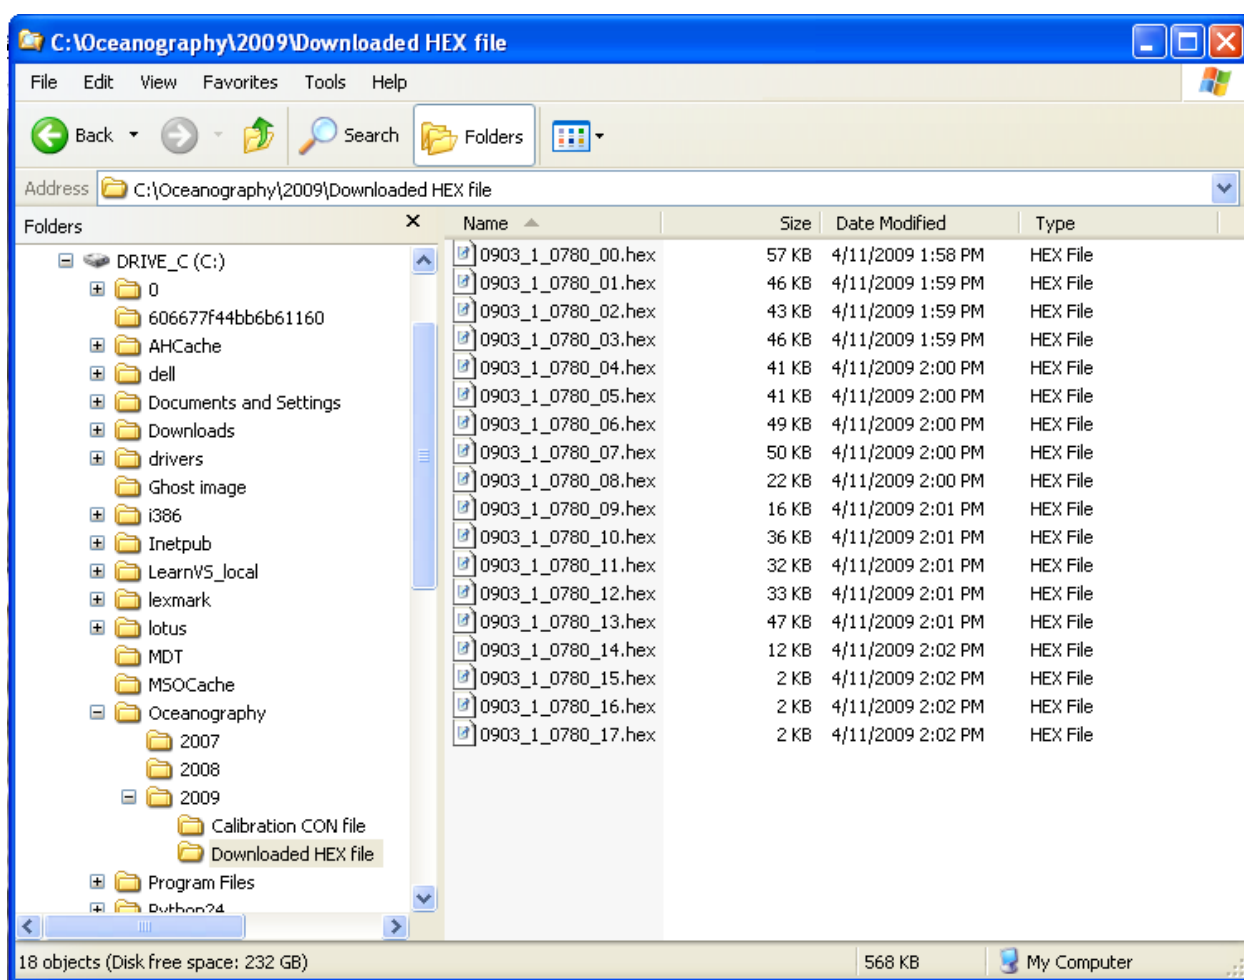 C:\Oceanography\2009\Downloaded HEX file
File Edit View Favorites Tools Help
Back Search Folders
Address C:\Oceanography\2009\Downloaded HEX file
Folders X
DRIVE_C (C:)
0
606677f44bb6b61160
AHCache
dell
Documents and Settings
Downloads
drivers
Ghost image
i386
Inetpub
LearnVS_local
lexmark
lotus
MDT
MSOCache
Oceanography
2007
2008
2009
Calibration CON file
Downloaded HEX file
Program Files
Python24
Name Size Date Modified Type
0903_1_0780_00.hex 57 KB 4/11/2009 1:58 PM HEX File
0903_1_0780_01.hex 46 KB 4/11/2009 1:59 PM HEX File
0903_1_0780_02.hex 43 KB 4/11/2009 1:59 PM HEX File
0903_1_0780_03.hex 46 KB 4/11/2009 1:59 PM HEX File
0903_1_0780_04.hex 41 KB 4/11/2009 2:00 PM HEX File
0903_1_0780_05.hex 41 KB 4/11/2009 2:00 PM HEX File
0903_1_0780_06.hex 49 KB 4/11/2009 2:00 PM HEX File
0903_1_0780_07.hex 50 KB 4/11/2009 2:00 PM HEX File
0903_1_0780_08.hex 22 KB 4/11/2009 2:00 PM HEX File
0903_1_0780_09.hex 16 KB 4/11/2009 2:01 PM HEX File
0903_1_0780_10.hex 36 KB 4/11/2009 2:01 PM HEX File
0903_1_0780_11.hex 32 KB 4/11/2009 2:01 PM HEX File
0903_1_0780_12.hex 33 KB 4/11/2009 2:01 PM HEX File
0903_1_0780_13.hex 47 KB 4/11/2009 2:01 PM HEX File
0903_1_0780_14.hex 12 KB 4/11/2009 2:02 PM HEX File
0903_1_0780_15.hex 2 KB 4/11/2009 2:02 PM HEX File
0903_1_0780_16.hex 2 KB 4/11/2009 2:02 PM HEX File
0903_1_0780_17.hex 2 KB 4/11/2009 2:02 PM HEX File
18 objects (Disk free space: 232 GB) 568 KB My Computer